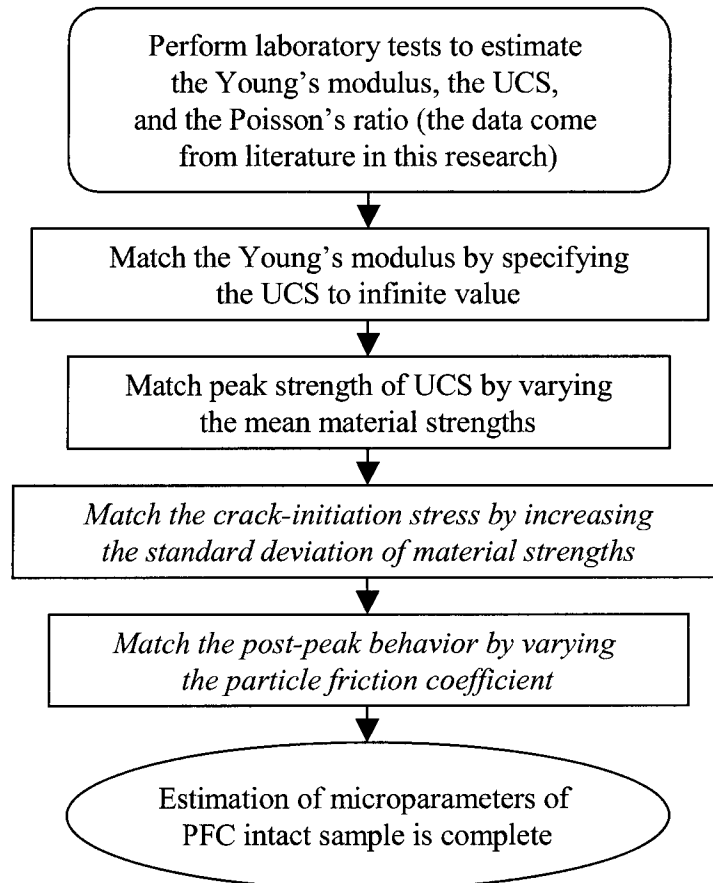 Perform laboratory tests to estimate
the Young's modulus, the UCS,
and the Poisson's ratio (the data come
from literature in this research)
Match the Young's modulus by specifying
the UCS to infinite value
Match peak strength of UCS by varying
the mean material strengths
Match the crack-initiation stress by increasing
the standard deviation of material strengths
Match the post-peak behavior by varying
the particle friction coefficient
Estimation of microparameters of
PFC intact sample is complete